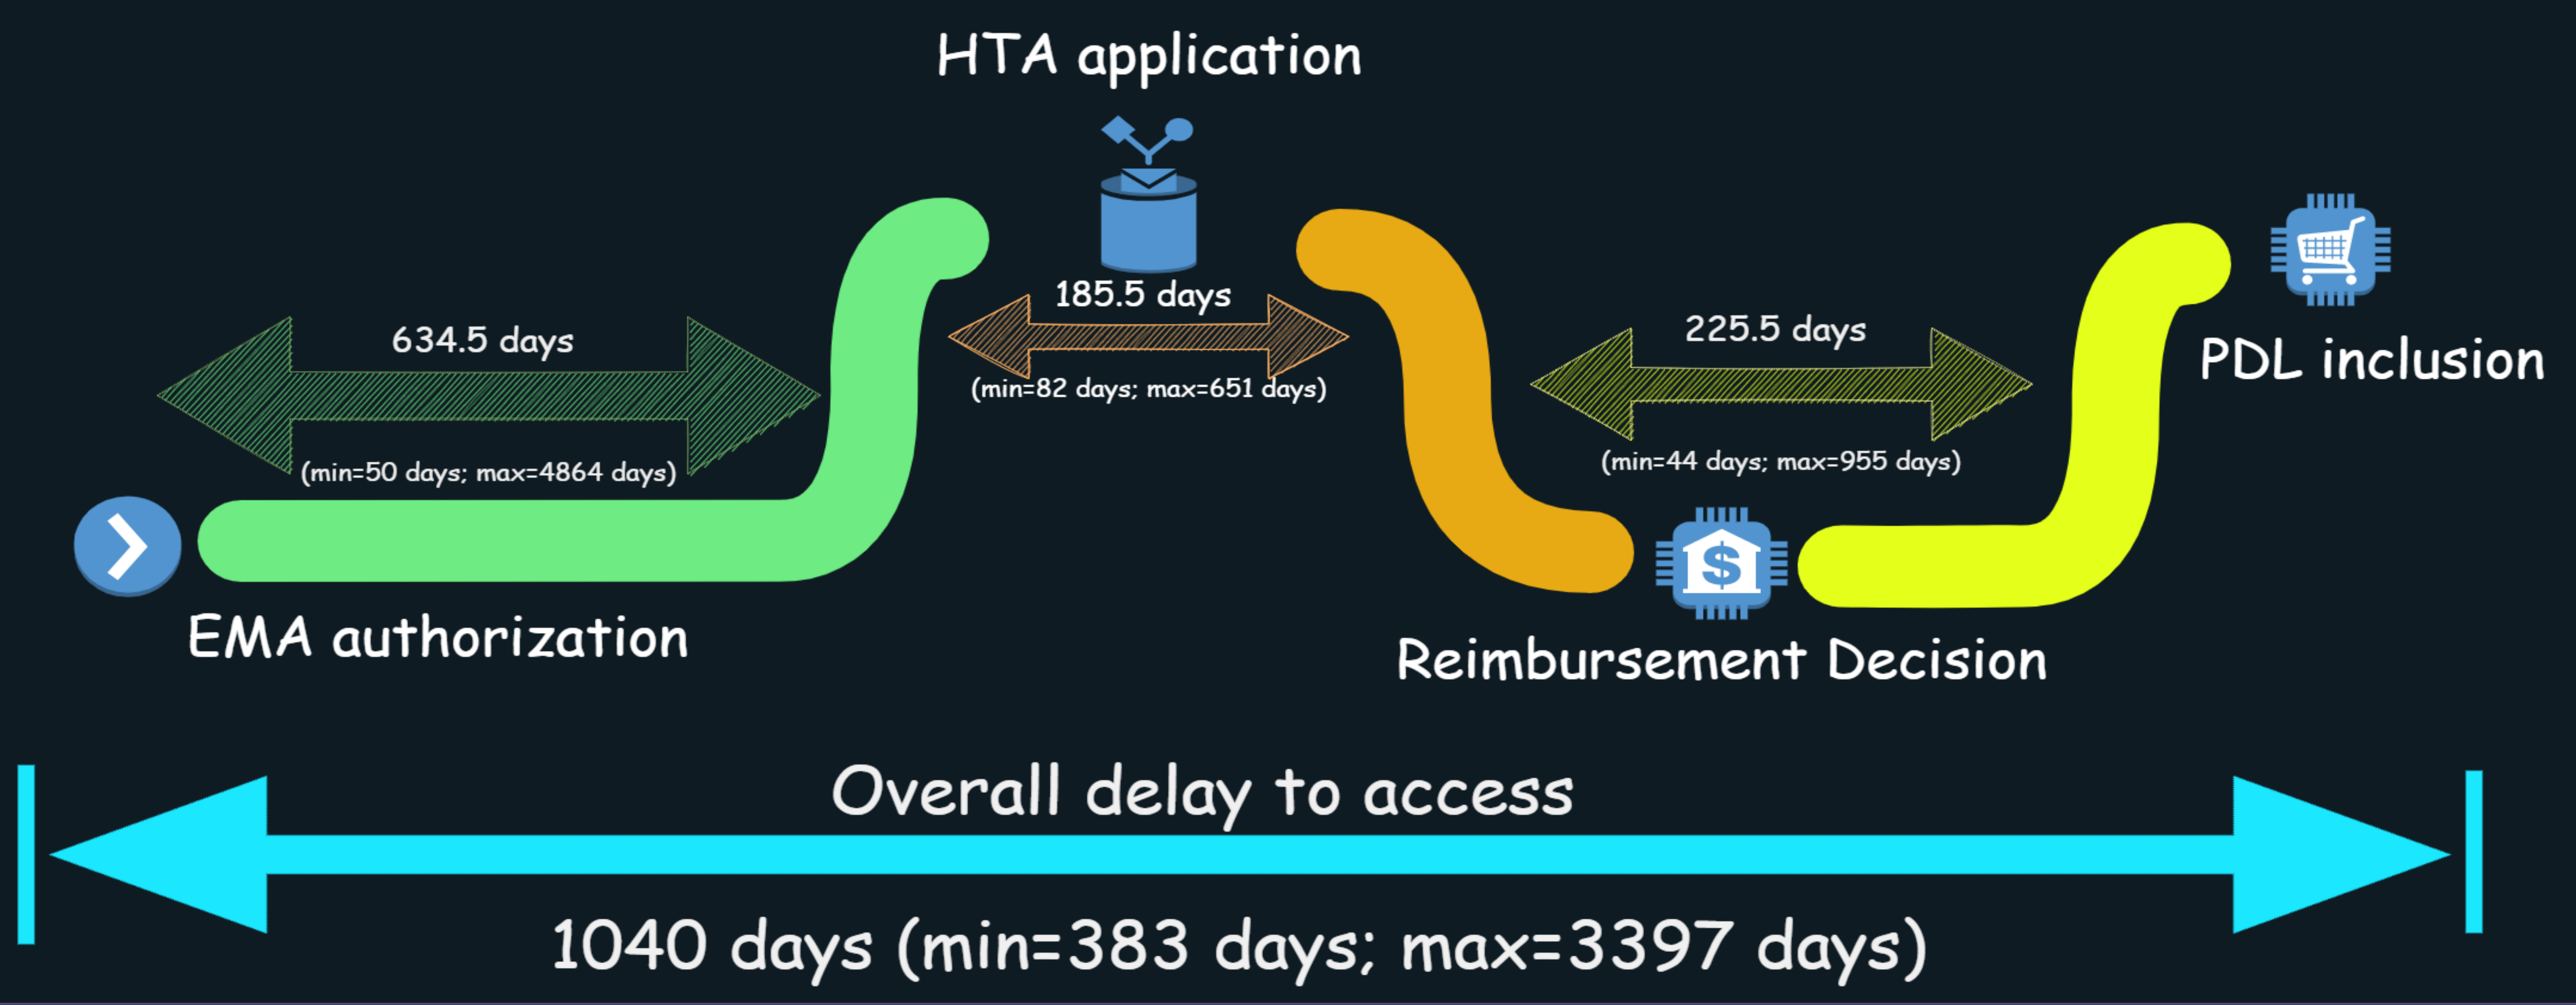 HTA application
185.5 days
(min=82 days; max=651 days)
634.5 days
(min=50 days; max=4864 days)
EMA authorization
225.5 days
(min=44 days; max=955 days)
$
Reimbursement Decision
PDL inclusion
Overall delay to access
1040 days (min=383 days; max=3397 days)